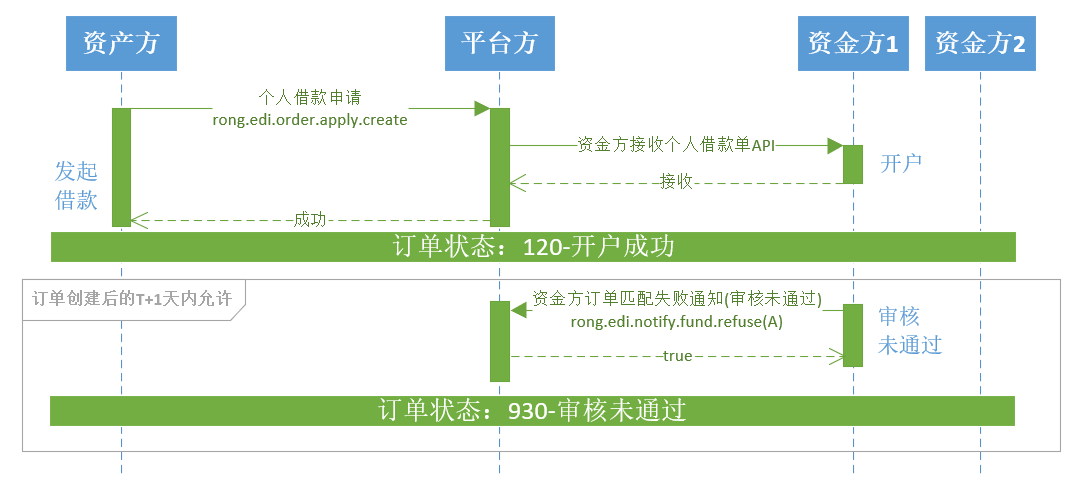 资产方
平台方
资金方1
资金方2
个人借款申请
rong.edi.order.apply.create
资金方接收个人借款单API
发起
借款
开户
接收
成功
订单状态：120-开户成功
订单创建后的T+1天内允许
资金方订单匹配失败通知(审核未通过)
rong.edi.notify.fund.refuse(A)
审核
未通过
true
订单状态：930-审核未通过